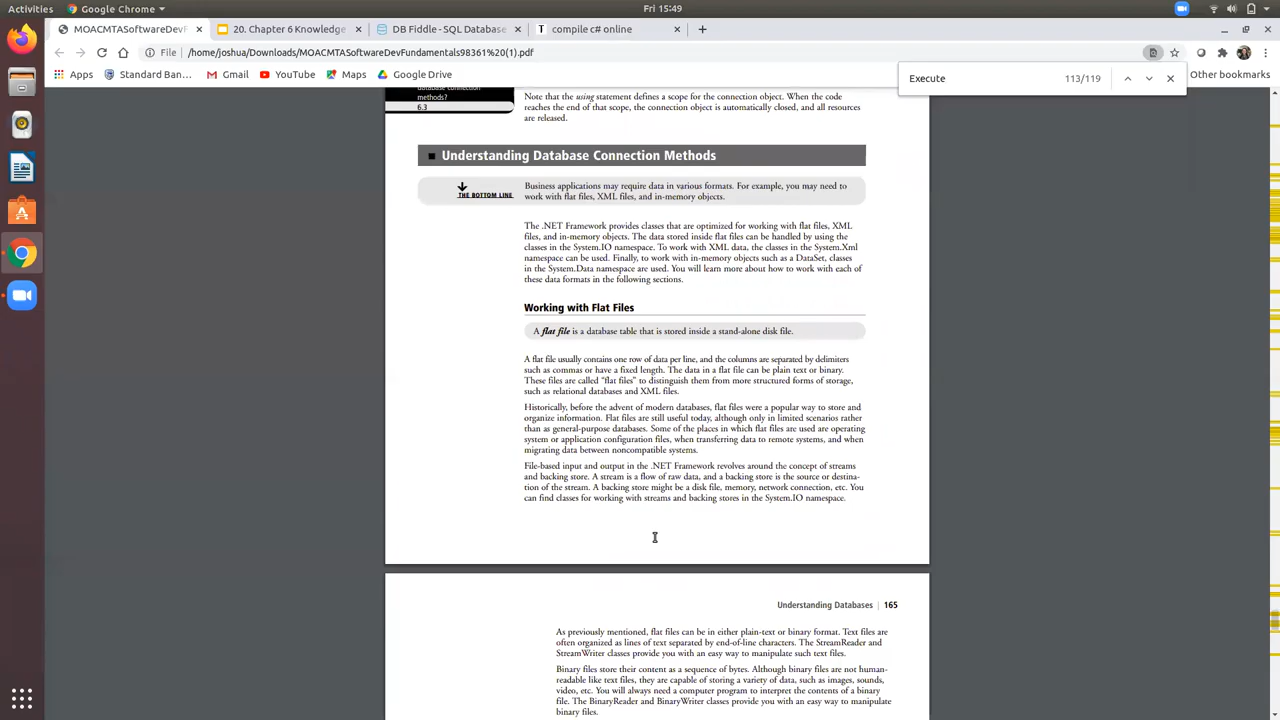 Activities
Google Chrome
Fri 15:49
MOACMTASoftwareDevF
20. Chapter 6 Knowledge
DB Fiddle - SQL Database
compile c# online
File
/home/joshua/Downloads/MOACMTASoftwareDevFundamentals98361%20(1).pdf
Apps
Standard Ban...
Gmail
YouTube
Maps
Google Drive
Execute
113/119
Other bookmarks
database connection
methods?
6.3
Note that the using statement defines a scope for the connection object. When the code
reaches the end of that scope, the connection object is automatically closed, and all resources
are released.
Understanding Database Connection Methods
THE BOTTOM LINE
Business applications may require data in various formats. For example, you may need to
work with flat files, XML files, and in-memory objects.
The .NET Framework provides classes that are optimized for working with flat files, XML
files, and in-memory objects. The data stored inside flat files can be handled by using the
classes in the System.IO namespace. To work with XML data, the classes in the System.Xml
namespace can be used. Finally, to work with in-memory objects such as a DataSet, classes
in the System.Data namespace are used. You will learn more about how to work with each of
these data formats in the following sections.
Working with Flat Files
A flat file is a database table that is stored inside a stand-alone disk file.
A flat file usually contains one row of data per line, and the columns are separated by delimiters
such as commas or have a fixed length. The data in a flat file can be plain text or binary.
These files are called "flat files" to distinguish them from more structured forms of storage,
such as relational databases and XML files.
Historically, before the advent of modern databases, flat files were a popular way to store and
organize information. Flat files are still useful today, although only in limited scenarios rather
than as general-purpose databases. Some of the places in which flat files are used are operating
system or application configuration files, when transferring data to remote systems, and when
migrating data between noncompatible systems.
File-based input and output in the .NET Framework revolves around the concept of streams
and backing store. A stream is a flow of raw data, and a backing store is the source or destina-
tion of the stream. A backing store might be a disk file, memory, network connection, etc. You
can find classes for working with streams and backing stores in the System.IO namespace.
Understanding Databases | 165
As previously mentioned, flat files can be in either plain-text or binary format. Text files are
often organized as lines of text separated by end-of-line characters. The StreamReader and
StreamWriter classes provide you with an easy way to manipulate such text files.
Binary files store their content as a sequence of bytes. Although binary files are not human-
readable like text files, they are capable of storing a variety of data, such as images, sounds,
video, etc. You will always need a computer program to interpret the contents of a binary
file. The BinaryReader and BinaryWriter classes provide you with an easy way to manipulate
binary files.